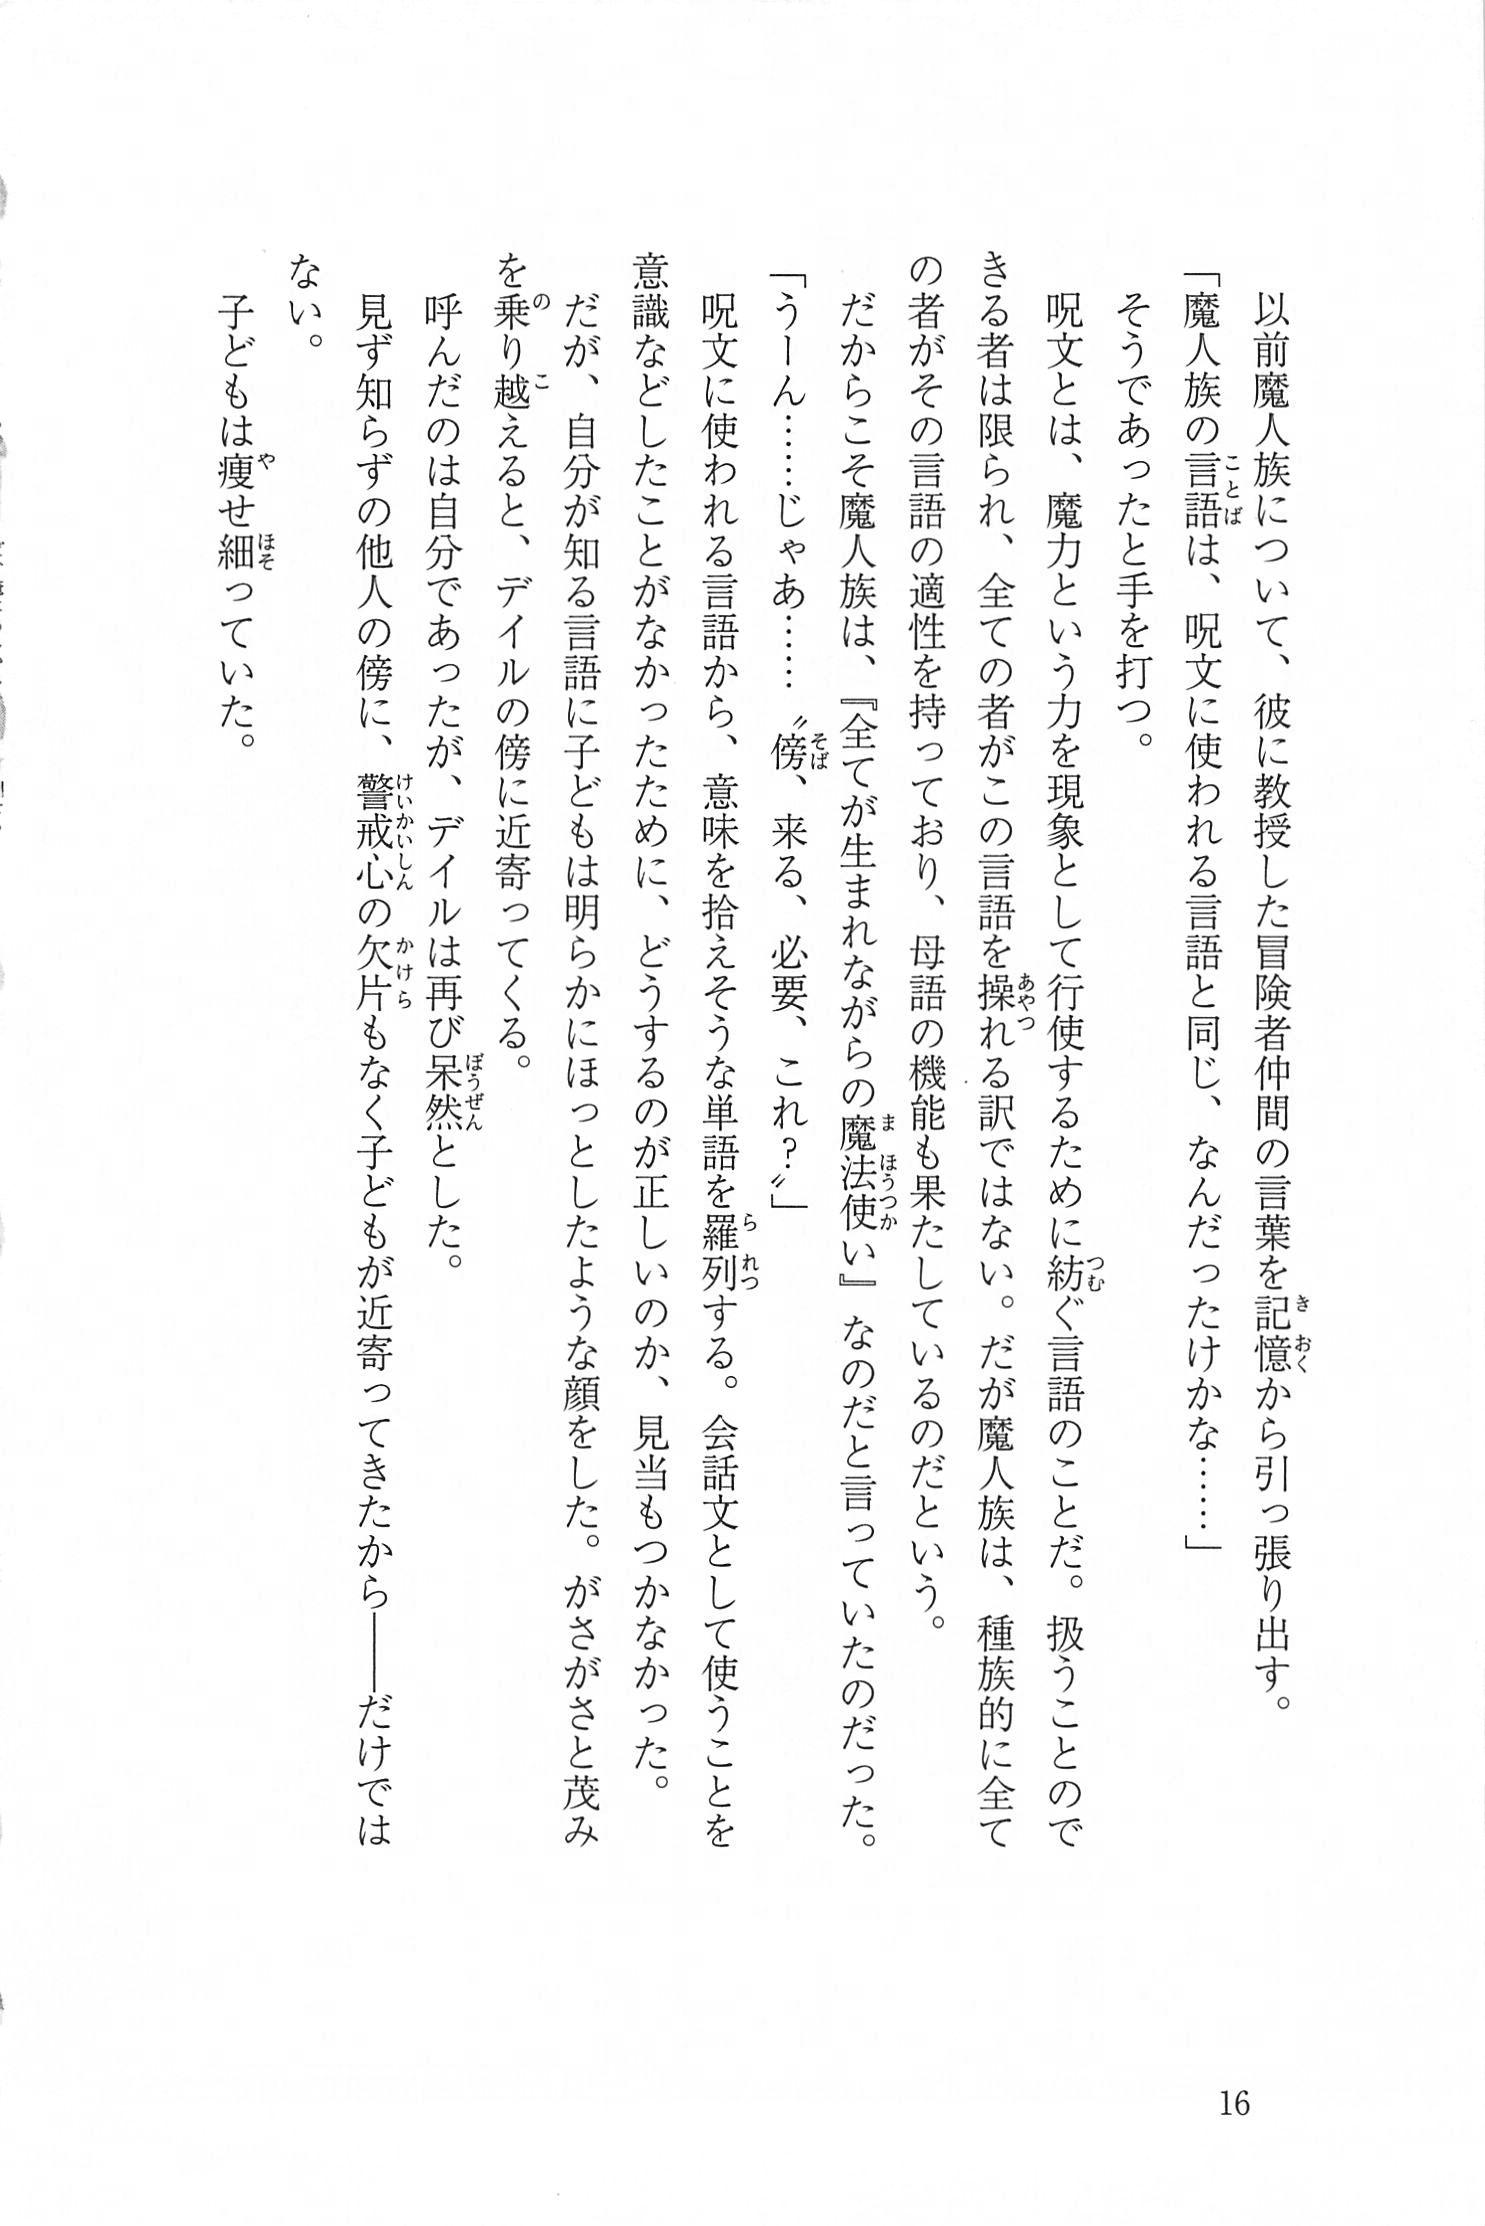 以前魔人族について、彼に教授した冒険者仲間の言葉を記憶から引っ張り出す。
「魔人族の言語は、呪文に使われる言語と同じ、なんだったけかな……」
そうであったと手を打つ。
呪文とは、魔力という力を現象として行使するために紡ぐ言語のことだ。扱うことので
きる者は限られ、全ての者がこの言語を操れる訳ではない。だが魔人族は、種族的に全て
の者がその言語の適性を持っており、母語の機能も果たしているのだという。
だからこそ魔人族は、『全てが生まれながらの魔法使い』なのだと言っていたのだった。
「うーん……じゃあ……〝傍、来る、必要、これ？〟」
呪文に使われる言語から、意味を拾えそうな単語を羅列する。会話文として使うことを
意識などしたことがなかったために、どうするのが正しいのか、見当もつかなかった。
だが、自分が知る言語に子どもは明らかにほっとしたような顔をした。がさがさと茂み
を乗り越えると、デイルの傍に近寄ってくる。
呼んだのは自分であったが、デイルは再び呆然とした。
見ず知らずの他人の傍に、警戒心の欠片もなく子どもが近寄ってきたから――だけでは
ない。
子どもは痩せ細っていた。
16